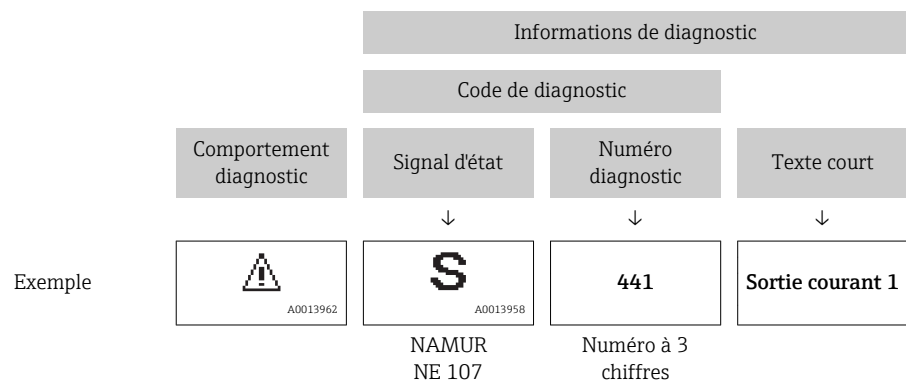 Informations de diagnostic
Code de diagnostic
Comportement
diagnostic
Signal d'état
Numéro
diagnostic
Texte court
↓ ↓ ↓
Exemple
A0013962
S
A0013958
441
Sortie courant 1
NAMUR
NE 107
Numéro à 3
chiffres